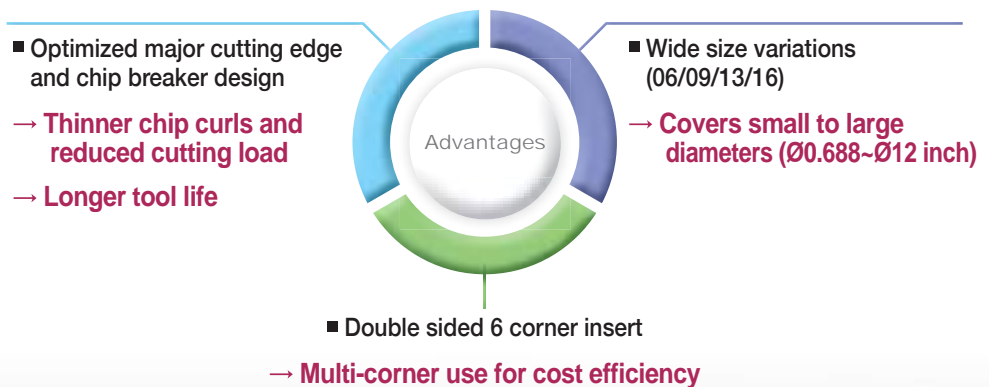 ■ Optimized major cutting edge
and chip breaker design
→ Thinner chip curls and
reduced cutting load
→ Longer tool life
Advantages
■ Wide size variations
(06/09/13/16)
→ Covers small to large
diameters (Ø0.688~Ø12 inch)
■ Double sided 6 corner insert
→ Multi-corner use for cost efficiency